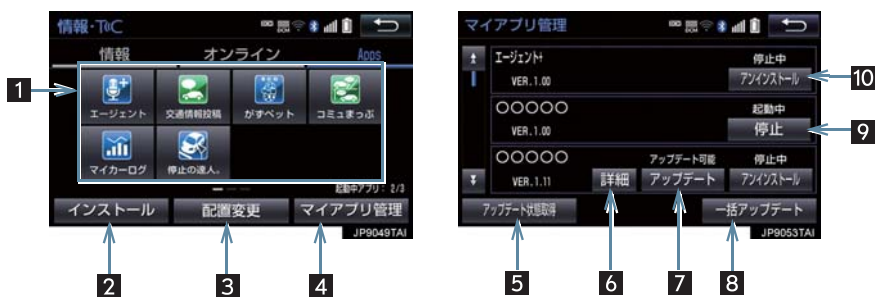 情報・TOC
情報 オンライン Apps
エージェント 交通情報投稿 がずぺット コミュまっぷ
マイカーログ 停止の達人。
起動中アプリ: 2/3
インストール 配置変更 マイアプリ管理
JP9049TAI
1
2 3 4
マイアプリ管理
エージェント+ 停止中
VER.1.00 アンインストール
〇〇〇〇〇 起動中
VER.1.00 停止
〇〇〇〇〇 アップデート可能 停止中
VER.1.11 詳細 アップデート アンインストール
アップデート状態取得 一括アップデート
JP9053TAI
10
9
5 6 7 8